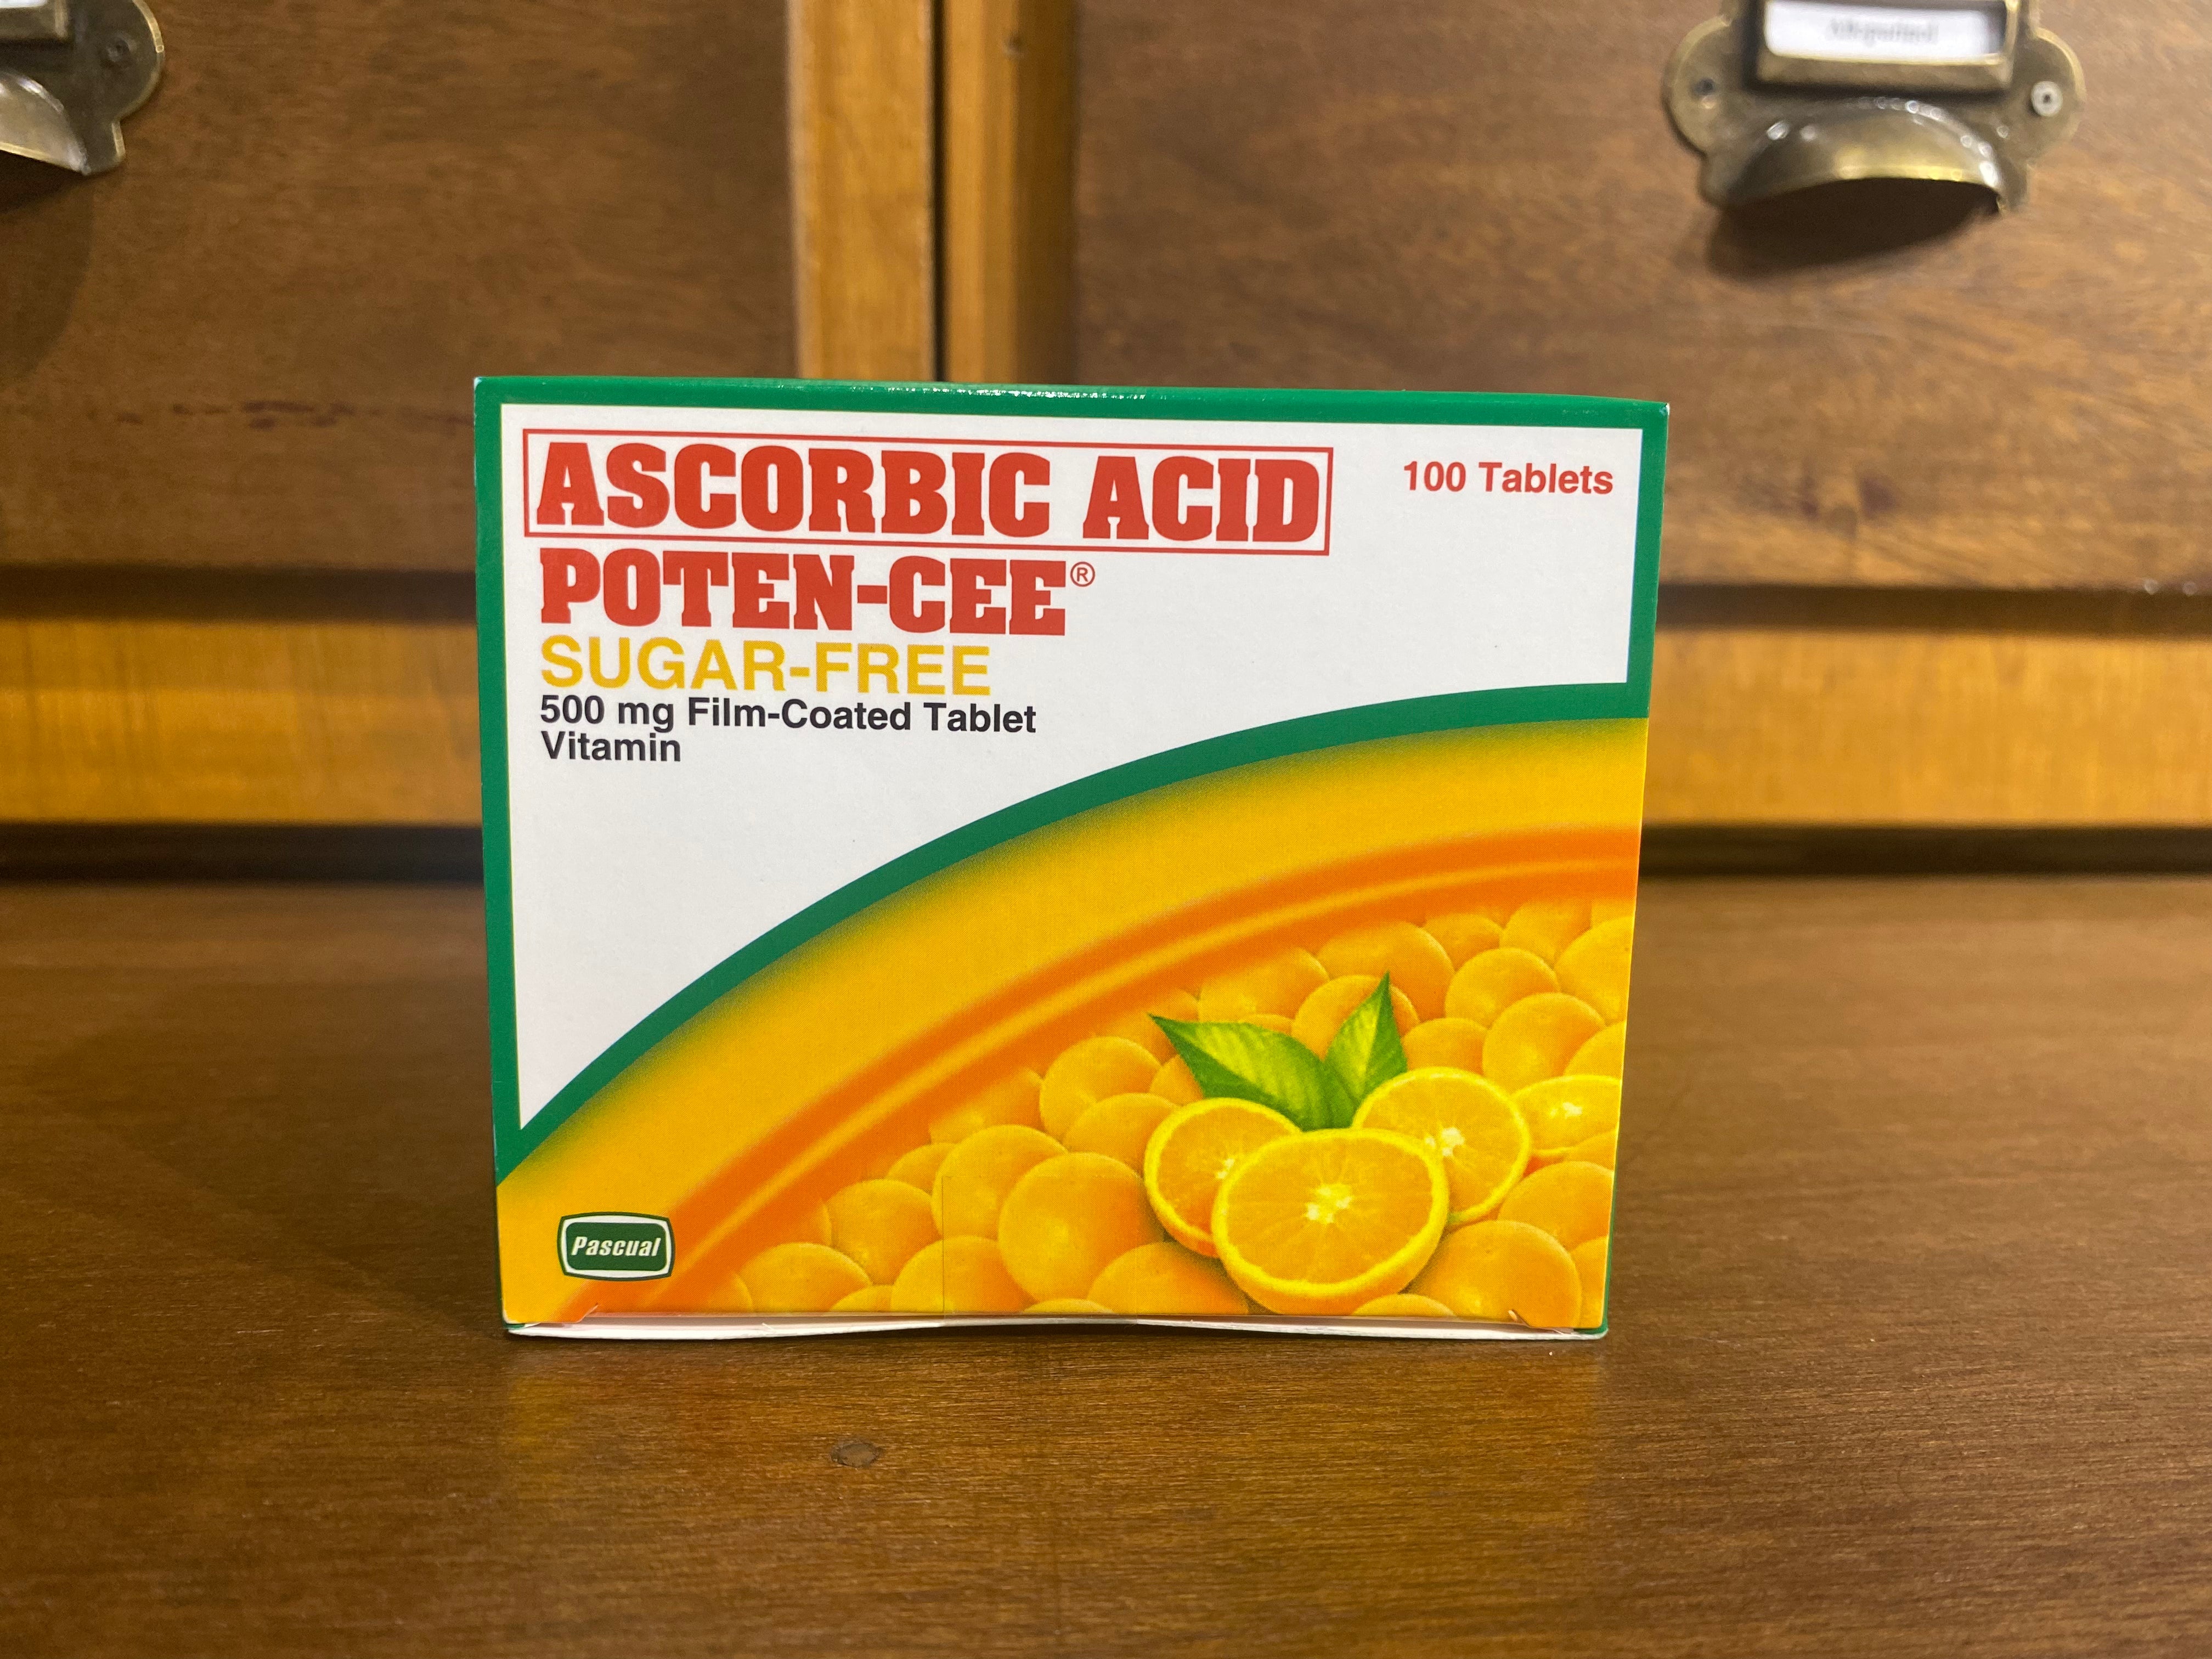 ASCORBIC ACID
100 Tablets
POTEN-CEE®
SUGAR-FREE
500 mg Film-Coated Tablet
Vitamin
Pascual